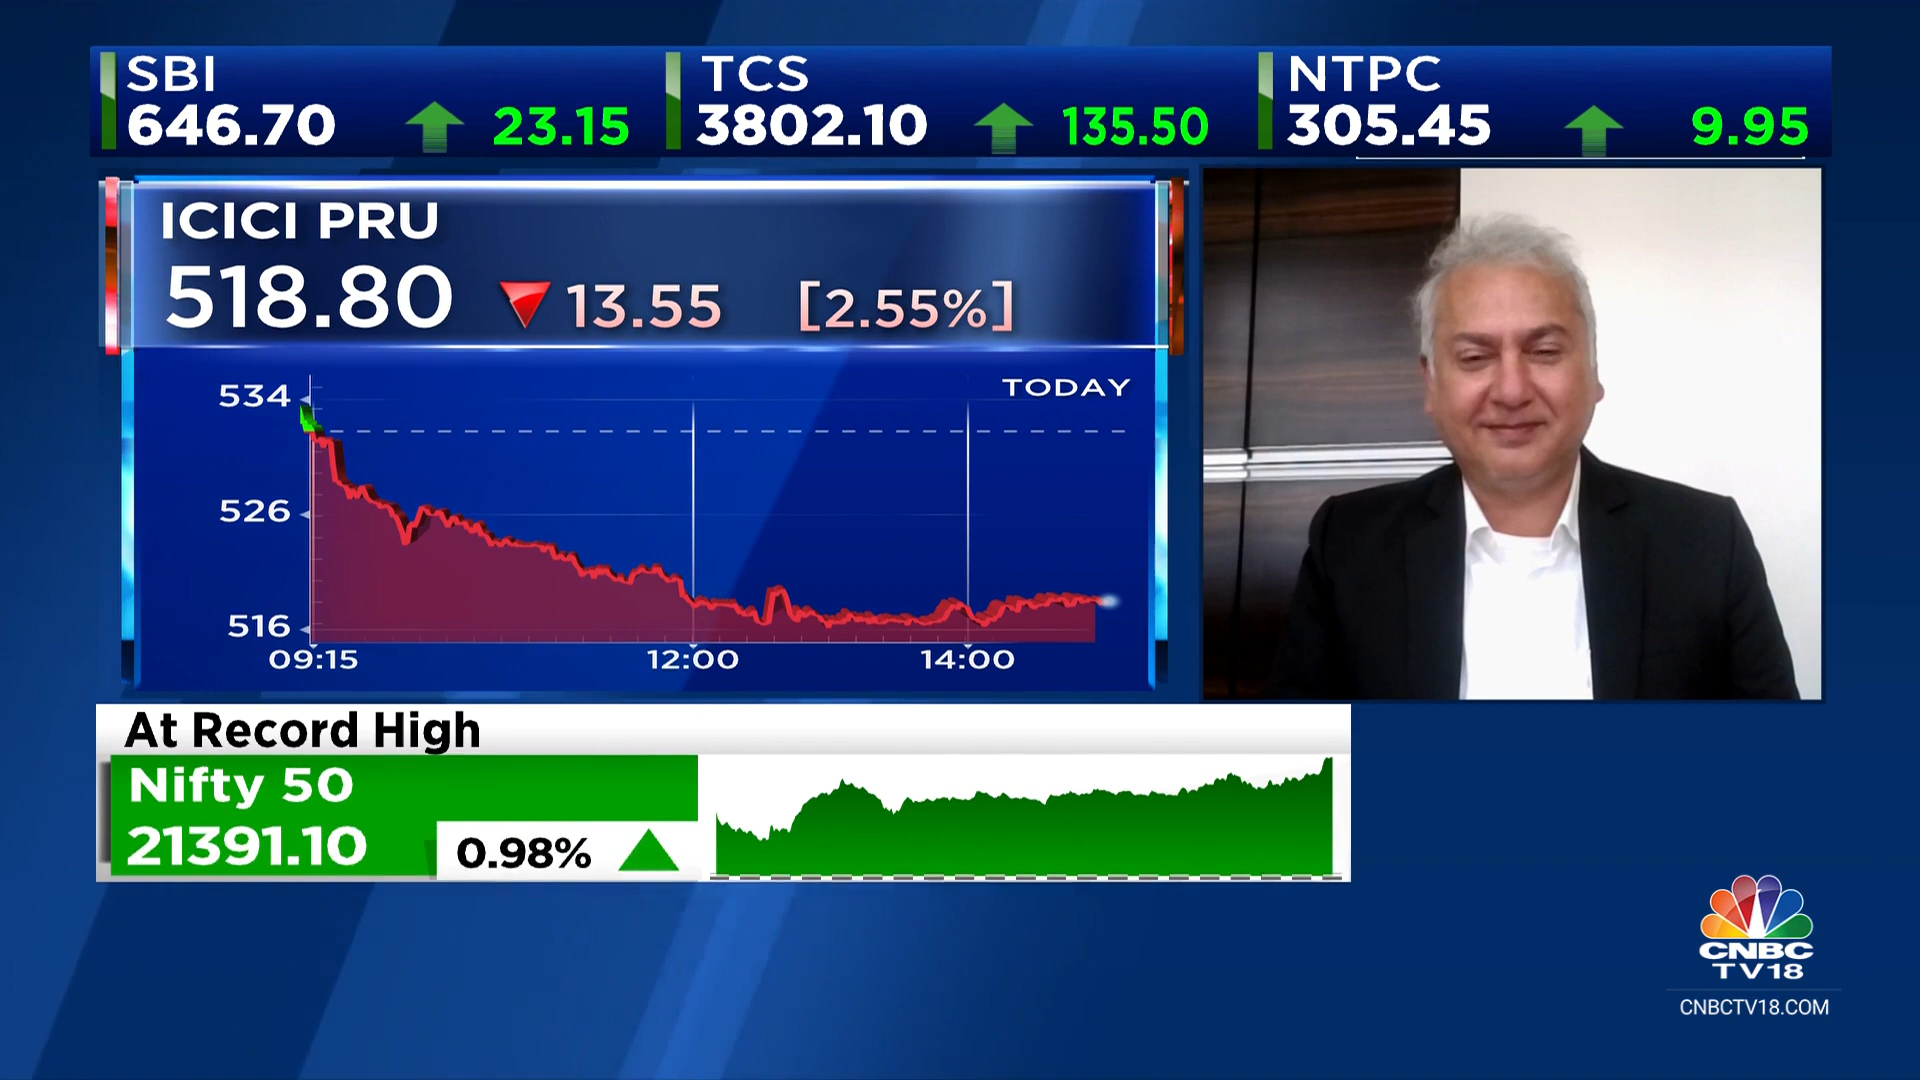 SBI
646.70 23.15
TCS
3802.10 135.50
NTPC
305.45 9.95
ICICI PRU
518.80 13.55 [2.55%]
TODAY
534
526
516
09:15 12:00 14:00
At Record High
Nifty 50
21391.10 0.98%
CNBC
TV18
CNBCTV18.COM